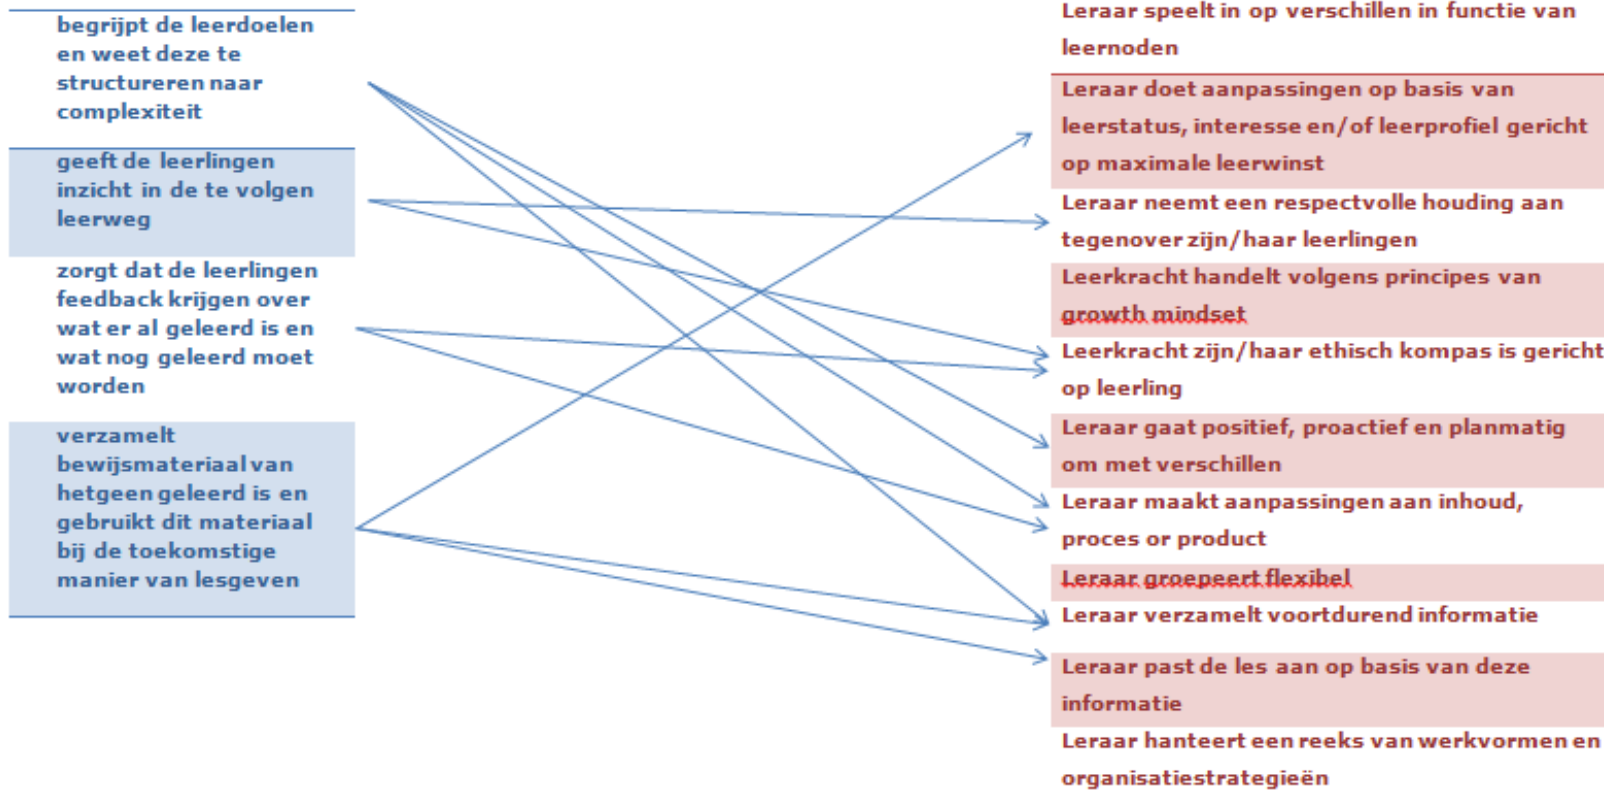 begrijpt de leerdoelen
en weet deze te
structureren naar
complexiteit
geeft de leerlingen
inzicht in de te volgen
leerweg
zorgt dat de leerlingen
feedback krijgen over
wat er al geleerd is en
wat nog geleerd moet
worden
verzamelt
bewijsmateriaal van
hetgeen geleerd is en
gebruikt dit materiaal
bij de toekomstige
manier van lesgeven
Leraar speelt in op verschillen in functie van
leernoden
Leraar doet aanpassingen op basis van
leerstatus, interesse en/of leerprofiel gericht
op maximale leerwinst
Leraar neemt een respectvolle houding aan
tegenover zijn/haar leerlingen
Leerkracht handelt volgens principes van
growth mindset
Leerkracht zijn/haar ethisch kompas is gericht
op leerling
Leraar gaat positief, proactief en planmatig
om met verschillen
Leraar maakt aanpassingen aan inhoud,
proces or product
Leraar groepeert flexibel
Leraar verzamelt voortdurend informatie
Leraar past de les aan op basis van deze
informatie
Leraar hanteert een reeks van werkvormen en
organisatiestrategieën